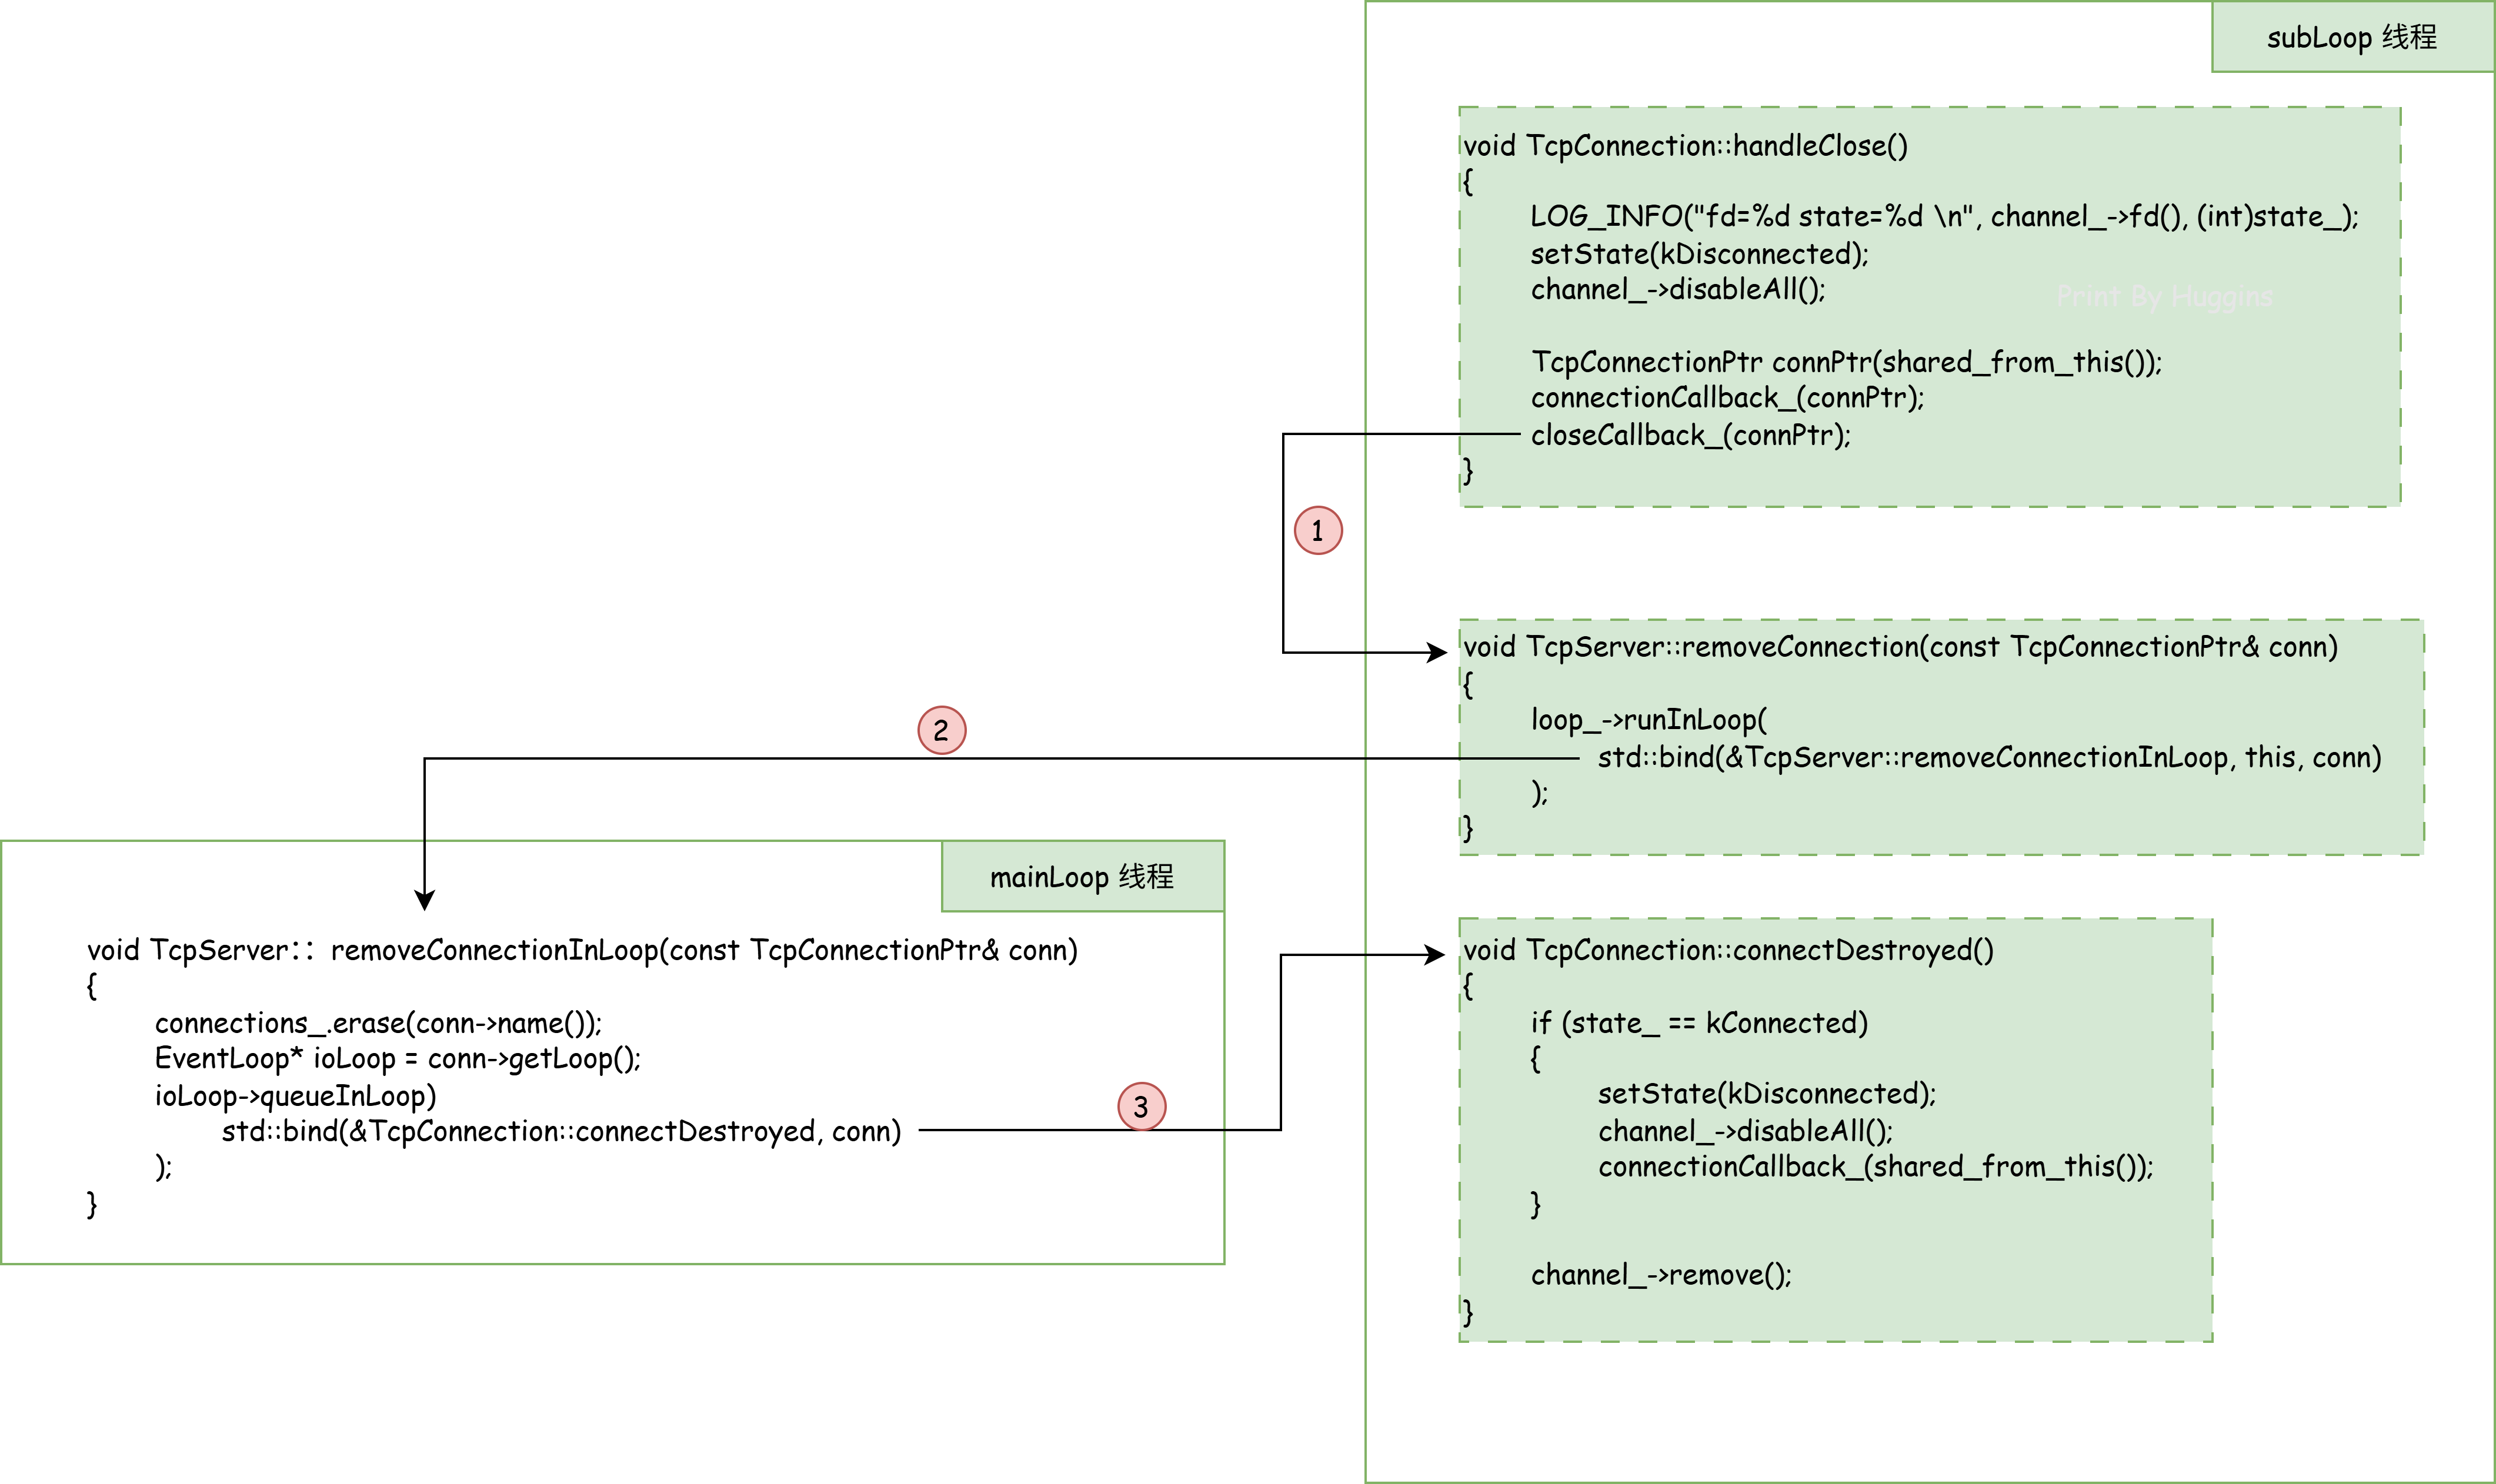 subLoop 线程
void TcpConnection::handleClose()
{
LOG_INFO("fd=%d state=%d \n", channel_->fd(), (int)state_);
setState(kDisconnected);
channel_->disableAll();
Print By Huggins
TcpConnectionPtr connPtr(shared_from_this());
connectionCallback_(connPtr);
closeCallback_(connPtr);
}
1
void TcpServer::removeConnection(const TcpConnectionPtr& conn)
{
loop_->runInLoop(
std::bind(&TcpServer::removeConnectionInLoop, this, conn)
);
}
2
mainLoop 线程
void TcpServer:: removeConnectionInLoop(const TcpConnectionPtr& conn)
{
connections_.erase(conn->name());
EventLoop* ioLoop = conn->getLoop();
ioLoop->queueInLoop)
std::bind(&TcpConnection::connectDestroyed, conn)
);
}
3
void TcpConnection::connectDestroyed()
{
if (state_ == kConnected)
{
setState(kDisconnected);
channel_->disableAll();
connectionCallback_(shared_from_this());
}
channel_->remove();
}